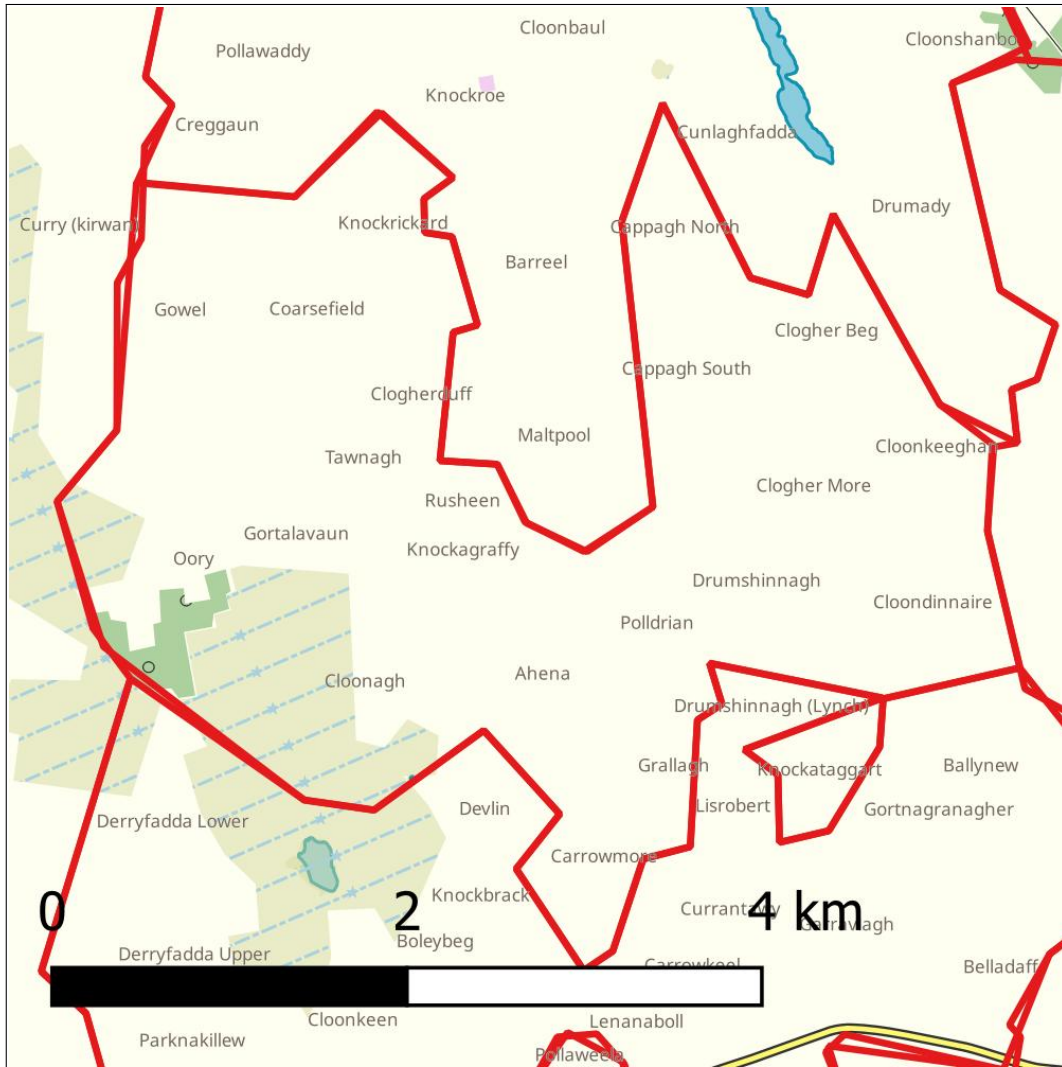 Cloonbaul
Cloonshanbo
Pollawaddy
Knockroe
Creggaun
Cunlaghfadda
Drumady
Curry (kirwan)
Knockrickard
Cappagh North
Barreel
Gowel
Coarsefield
Clogher Beg
Cappagh South
Clogherduff
Maltpool
Cloonkeeghan
Tawnagh
Clogher More
Rusheen
Gortalavaun
Knockagraffy
Oory
Drumshinnagh
Cloondinnaire
Polldrian
Ahena
Cloonagh
Drumshinnagh (Lynch)
Grallagh
Knockataggart
Ballynew
Devlin
Lisrobert
Gortnagranagher
Derryfadda Lower
Carrowmore
Knockbrack
0 2 4 km
Currantawy
Garravlagh
Boleybeg
Derryfadda Upper
Carrowkeel
Belladaff
Cloonkeen
Lenanaboll
Parknakillew
Pollaweela